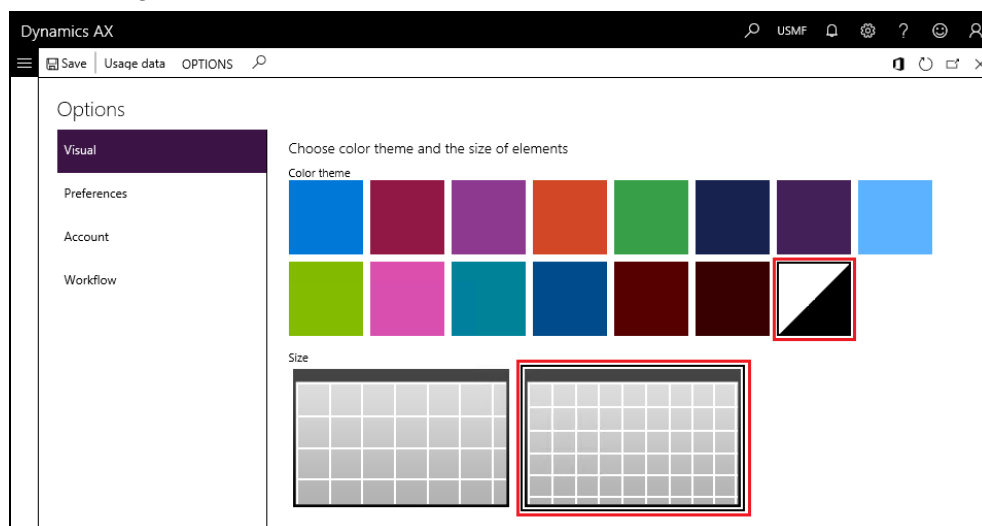 Dynamics AX
USMF
Save Usage data OPTIONS
Options
Visual
Preferences
Account
Workflow
Choose color theme and the size of elements
Color theme
Size